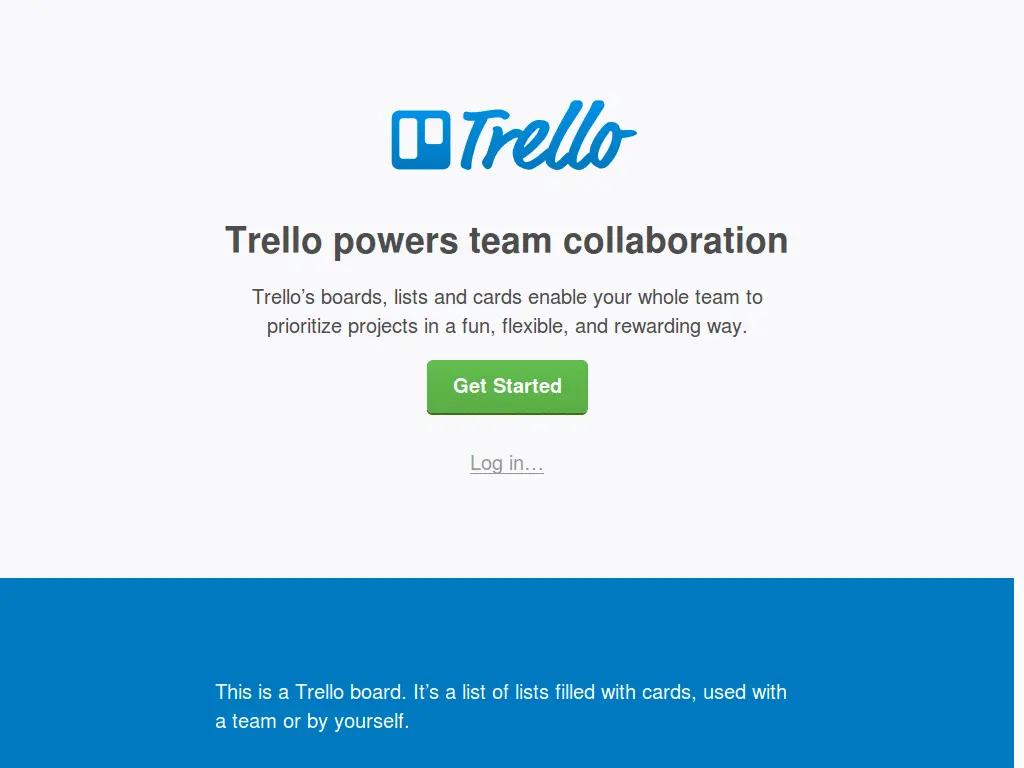 Trello
Trello powers team collaboration
Trello’s boards, lists and cards enable your whole team to
prioritize projects in a fun, flexible, and rewarding way.
Get Started
Log in…
This is a Trello board. It’s a list of lists filled with cards, used with
a team or by yourself.